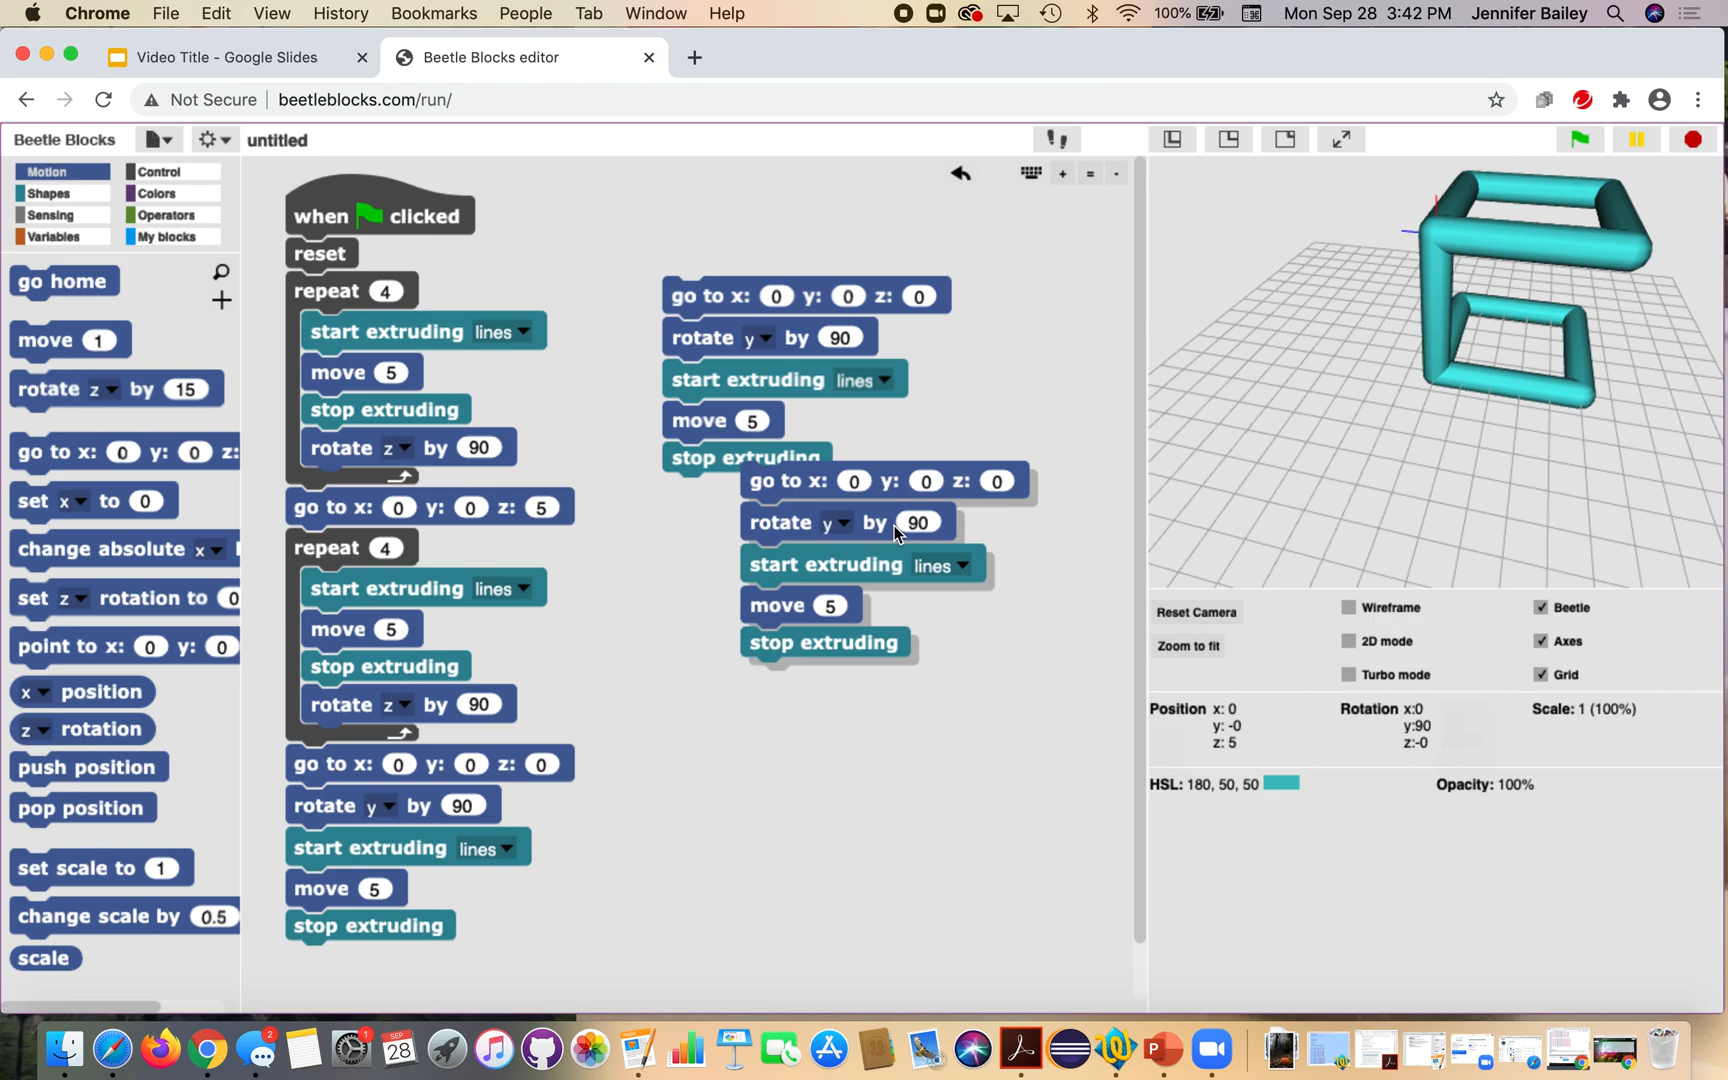 Chrome File Edit View History Bookmarks People Tab Window Help 100% Mon Sep 28 3:42 PM Jennifer Bailey
Video Title - Google Slides
Beetle Blocks editor
Not Secure beetleblocks.com/run/
Beetle Blocks
untitled
Motion
Control
Shapes
Colors
Sensing
Operators
Variables
My blocks
go home
move 1
rotate z by 15
go to x: 0 y: 0 z:
set x to 0
change absolute x
set z rotation to 0
point to x: 0 y: 0
x position
z rotation
push position
pop position
set scale to 1
change scale by 0.5
scale
when clicked
reset
repeat 4
start extruding lines
move 5
stop extruding
rotate z by 90
go to x: 0 y: 0 z: 5
repeat 4
start extruding lines
move 5
stop extruding
rotate z by 90
go to x: 0 y: 0 z: 0
rotate y by 90
start extruding lines
move 5
stop extruding
+ = -
go to x: 0 y: 0 z: 0
rotate y by 90
start extruding lines
move 5
stop extruding
go to x: 0 y: 0 z: 0
rotate y by 90
start extruding lines
move 5
stop extruding
Reset Camera
Zoom to fit
Wireframe
2D mode
Turbo mode
Beetle
Axes
Grid
Position x: 0
y: -0
z: 5
Rotation x:0
y:90
z:-0
Scale: 1 (100%)
HSL: 180, 50, 50
Opacity: 100%
2
1
SEP
28